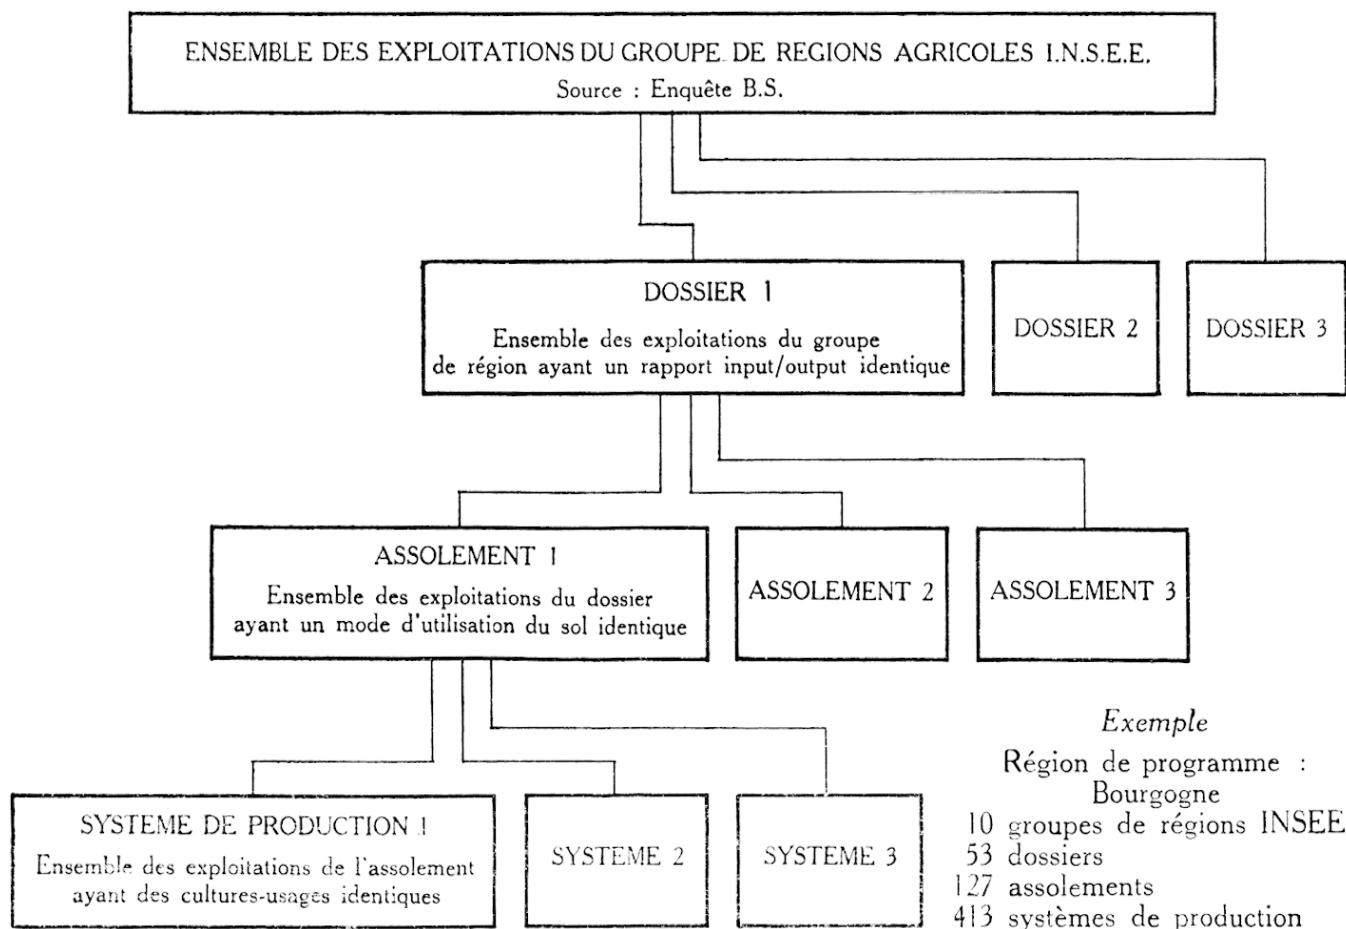 ENSEMBLE DES EXPLOITATIONS DU GROUPE DE REGIONS AGRICOLES I.N.S.E.E.
Source : Enquête B.S.
DOSSIER 1
Ensemble des exploitations du groupe
de région ayant un rapport input/output identique
DOSSIER 2
DOSSIER 3
ASSOLEMENT 1
Ensemble des exploitations du dossier
ayant un mode d'utilisation du sol identique
ASSOLEMENT 2
ASSOLEMENT 3
SYSTEME DE PRODUCTION 1
Ensemble des exploitations de l'assolement
ayant des cultures-usages identiques
SYSTEME 2
SYSTEME 3
Exemple
Région de programme :
Bourgogne
10 groupes de régions INSEE
53 dossiers
127 assolements
413 systèmes de production